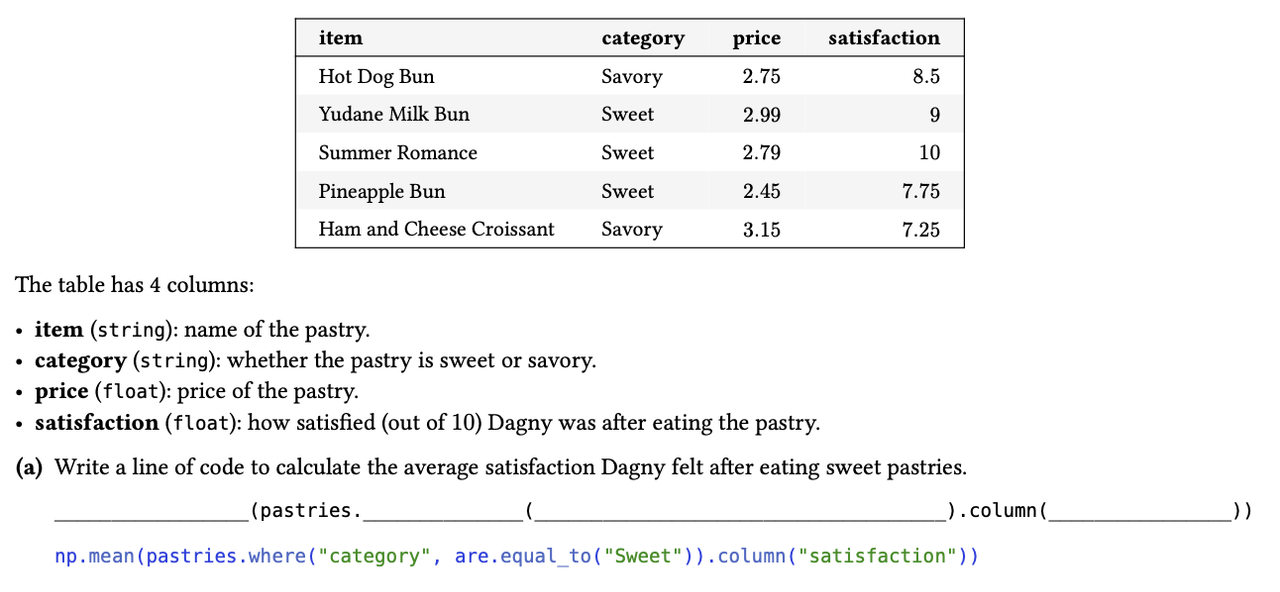 item category price satisfaction
Hot Dog Bun Savory 2.75 8.5
Yudane Milk Bun Sweet 2.99 9
Summer Romance Sweet 2.79 10
Pineapple Bun Sweet 2.45 7.75
Ham and Cheese Croissant Savory 3.15 7.25
The table has 4 columns:
• item (string): name of the pastry.
• category (string): whether the pastry is sweet or savory.
• price (float): price of the pastry.
• satisfaction (float): how satisfied (out of 10) Dagny was after eating the pastry.
(a) Write a line of code to calculate the average satisfaction Dagny felt after eating sweet pastries.
_________________(pastries.______________(____________________________________).column(________________))
np.mean(pastries.where("category", are.equal_to("Sweet")).column("satisfaction"))